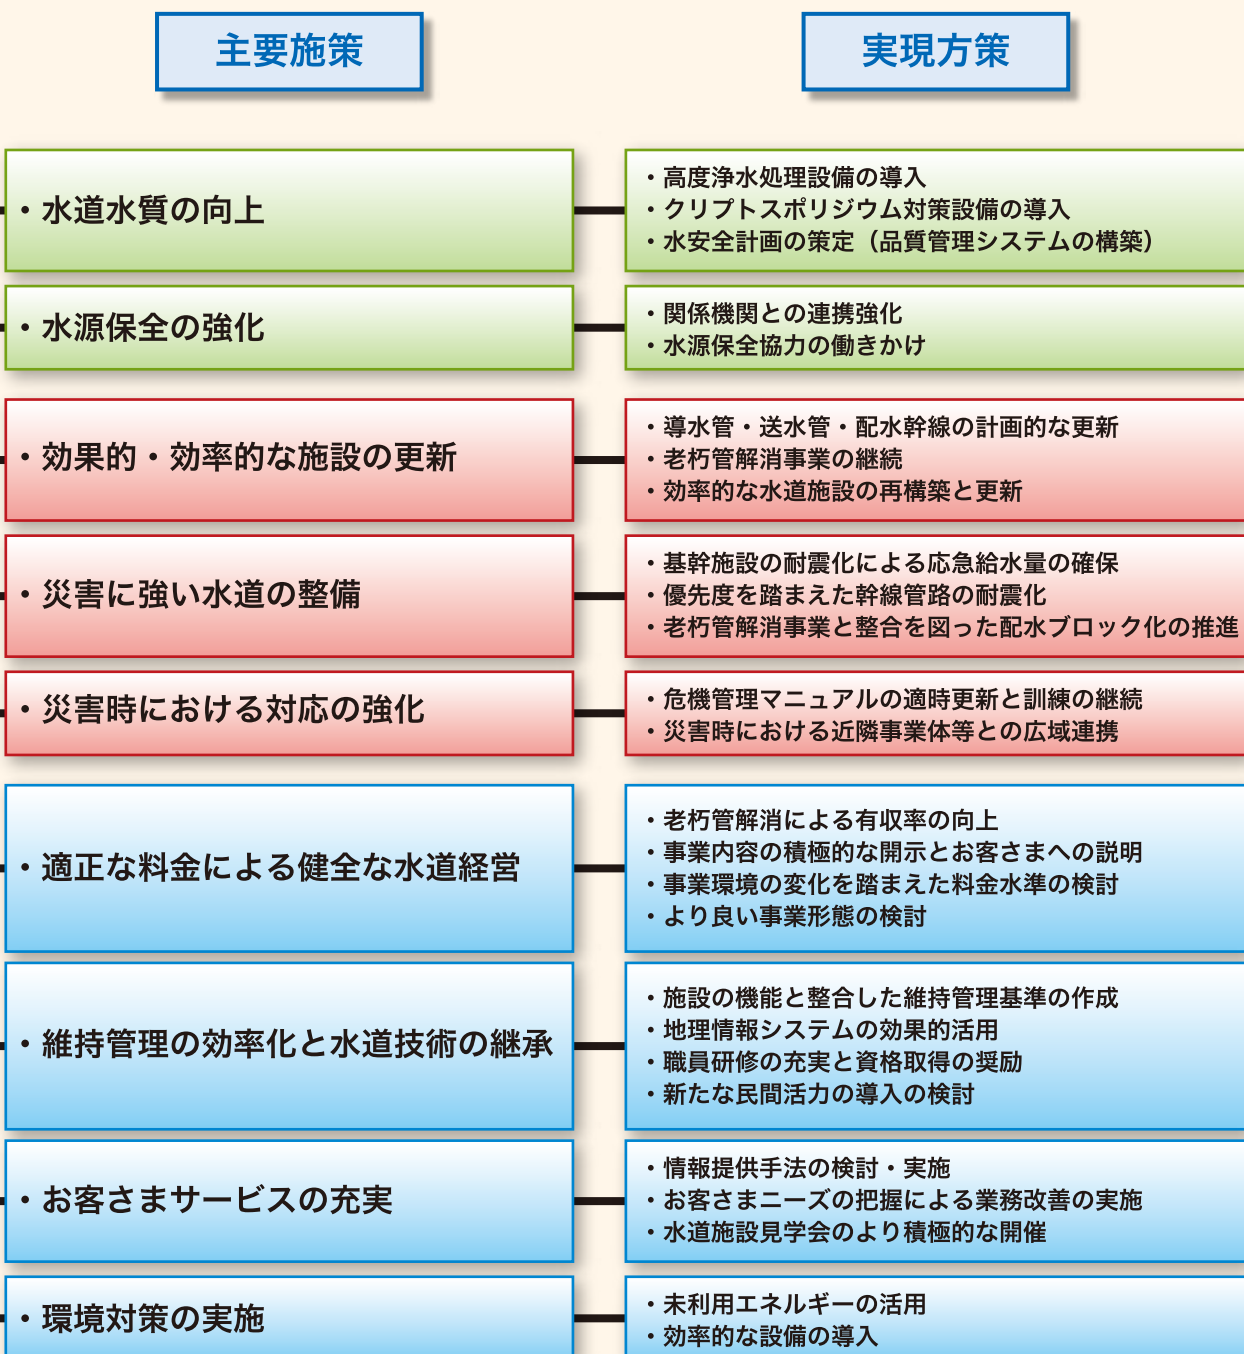 主要施策
実現方策
・水道水質の向上
・高度浄水処理設備の導入
・クリプトスポリジウム対策設備の導入
・水安全計画の策定（品質管理システムの構築）
・水源保全の強化
・関係機関との連携強化
・水源保全協力の働きかけ
・効果的・効率的な施設の更新
・導水管・送水管・配水幹線の計画的な更新
・老朽管解消事業の継続
・効率的な水道施設の再構築と更新
・災害に強い水道の整備
・基幹施設の耐震化による応急給水量の確保
・優先度を踏まえた幹線管路の耐震化
・老朽管解消事業と整合を図った配水ブロック化の推進
・災害時における対応の強化
・危機管理マニュアルの適時更新と訓練の継続
・災害時における近隣事業体等との広域連携
・適正な料金による健全な水道経営
・老朽管解消による有収率の向上
・事業内容の積極的な開示とお客さまへの説明
・事業環境の変化を踏まえた料金水準の検討
・より良い事業形態の検討
・維持管理の効率化と水道技術の継承
・施設の機能と整合した維持管理基準の作成
・地理情報システムの効果的活用
・職員研修の充実と資格取得の奨励
・新たな民間活力の導入の検討
・お客さまサービスの充実
・情報提供手法の検討・実施
・お客さまニーズの把握による業務改善の実施
・水道施設見学会のより積極的な開催
・環境対策の実施
・未利用エネルギーの活用
・効率的な設備の導入